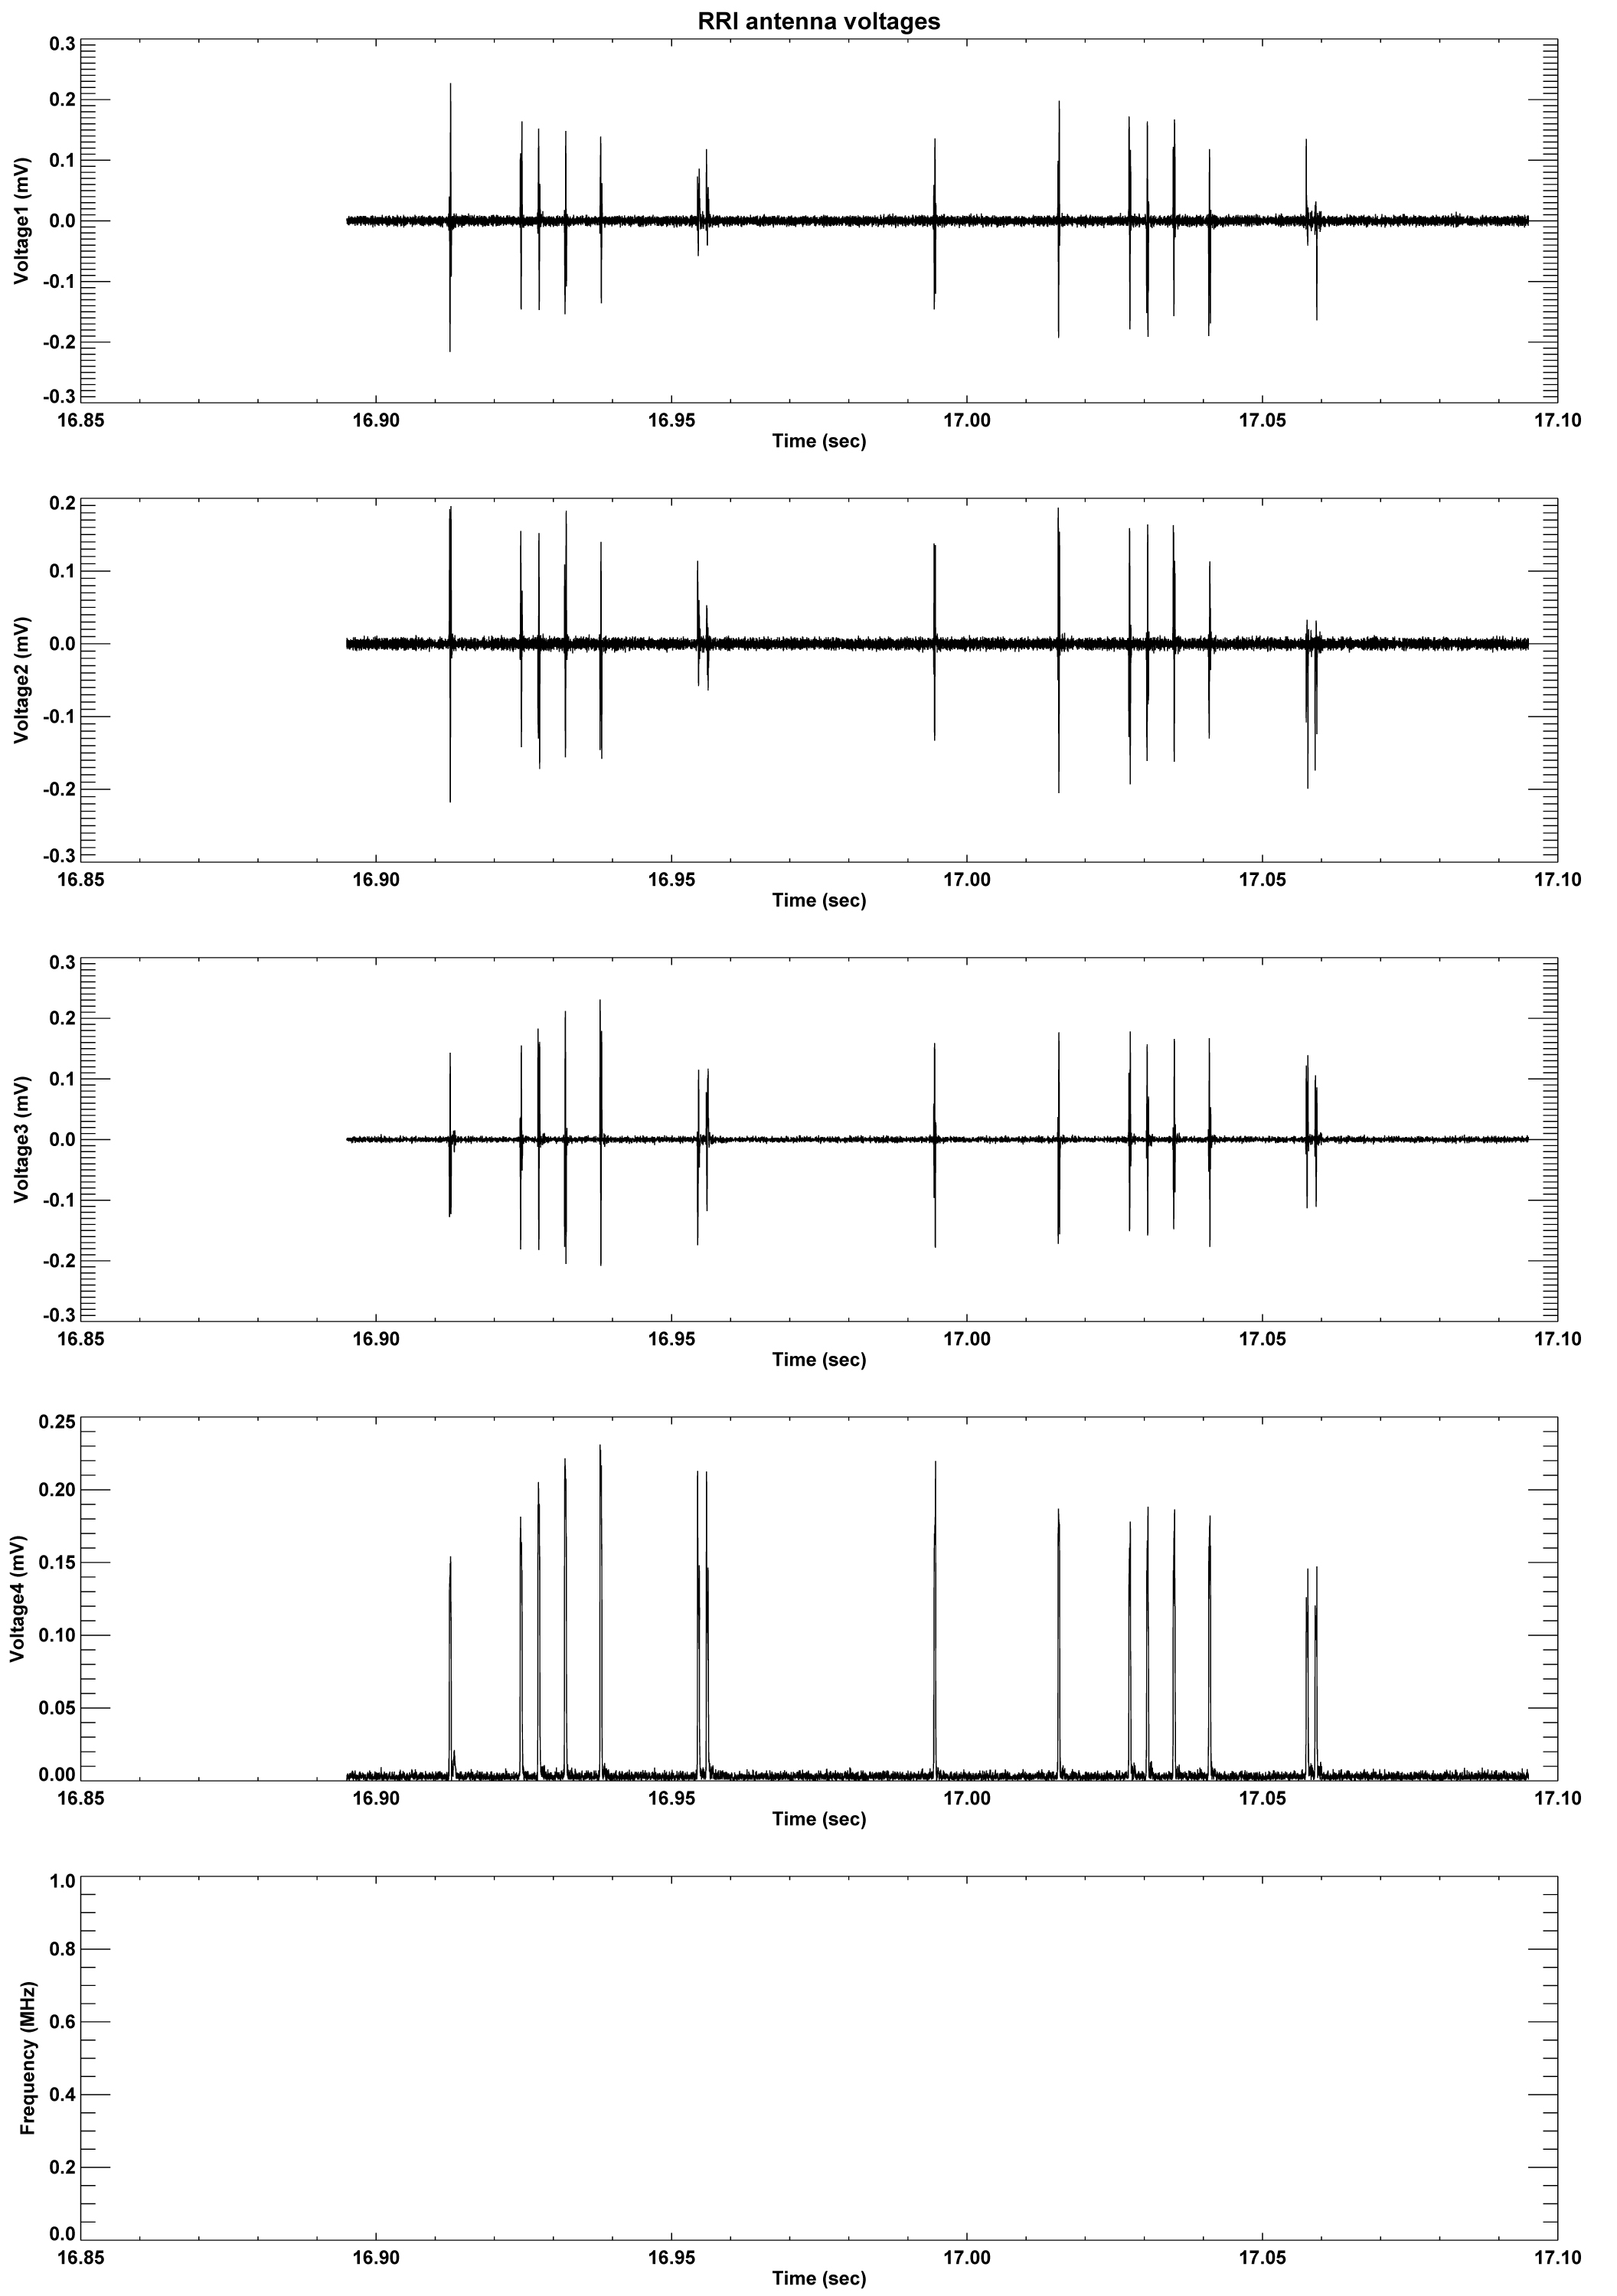 RRI antenna voltages
0.3
0.2
0.1
0.0
-0.1
-0.2
-0.3
Voltage1 (mV)
16.85 16.90 16.95 17.00 17.05 17.10
Time (sec)
0.2
0.1
0.0
-0.1
-0.2
-0.3
Voltage2 (mV)
16.85 16.90 16.95 17.00 17.05 17.10
Time (sec)
0.3
0.2
0.1
0.0
-0.1
-0.2
-0.3
Voltage3 (mV)
16.85 16.90 16.95 17.00 17.05 17.10
Time (sec)
0.25
0.20
0.15
0.10
0.05
0.00
Voltage4 (mV)
16.85 16.90 16.95 17.00 17.05 17.10
Time (sec)
1.0
0.8
0.6
0.4
0.2
0.0
Frequency (MHz)
16.85 16.90 16.95 17.00 17.05 17.10
Time (sec)